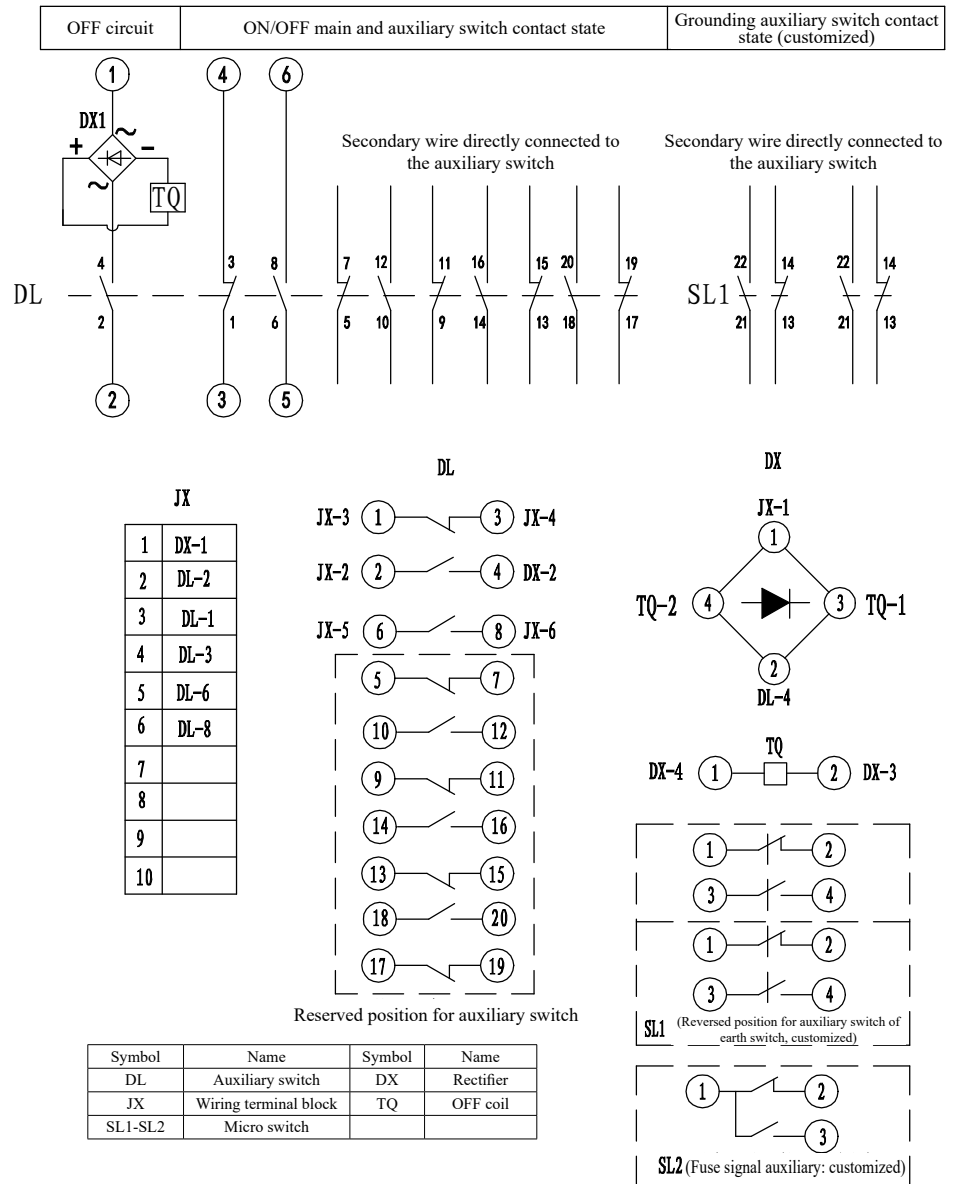 OFF circuit
ON/OFF main and auxiliary switch contact state
Grounding auxiliary switch contact
state (customized)
1
4
6
DX1
~
+
-
~
TQ
Secondary wire directly connected to
the auxiliary switch
Secondary wire directly connected to
the auxiliary switch
4 3 8 7 12 11 16 15 20 19 22 14 22 14
DL
SL1
2 1 6 5 10 9 14 13 18 17 21 13 21 13
2
3
5
JX
1 DX-1
2 DL-2
3 DL-1
4 DL-3
5 DL-6
6 DL-8
7
8
9
10
DL
JX-3 1 3 JX-4
JX-2 2 4 DX-2
JX-5 6 8 JX-6
5 7
10 12
9 11
14 16
13 15
18 20
17 19
Reserved position for auxiliary switch
DX
JX-1
1
TQ-2 4 3 TQ-1
2
DL-4
TQ
DX-4 1 2 DX-3
1 2
3 4
1 2
3 4
SL1 (Reversed position for auxiliary switch of
earth switch, customized)
1 2
3
SL2 (Fuse signal auxiliary: customized)
Symbol Name Symbol Name
DL Auxiliary switch DX Rectifier
JX Wiring terminal block TQ OFF coil
SL1-SL2 Micro switch